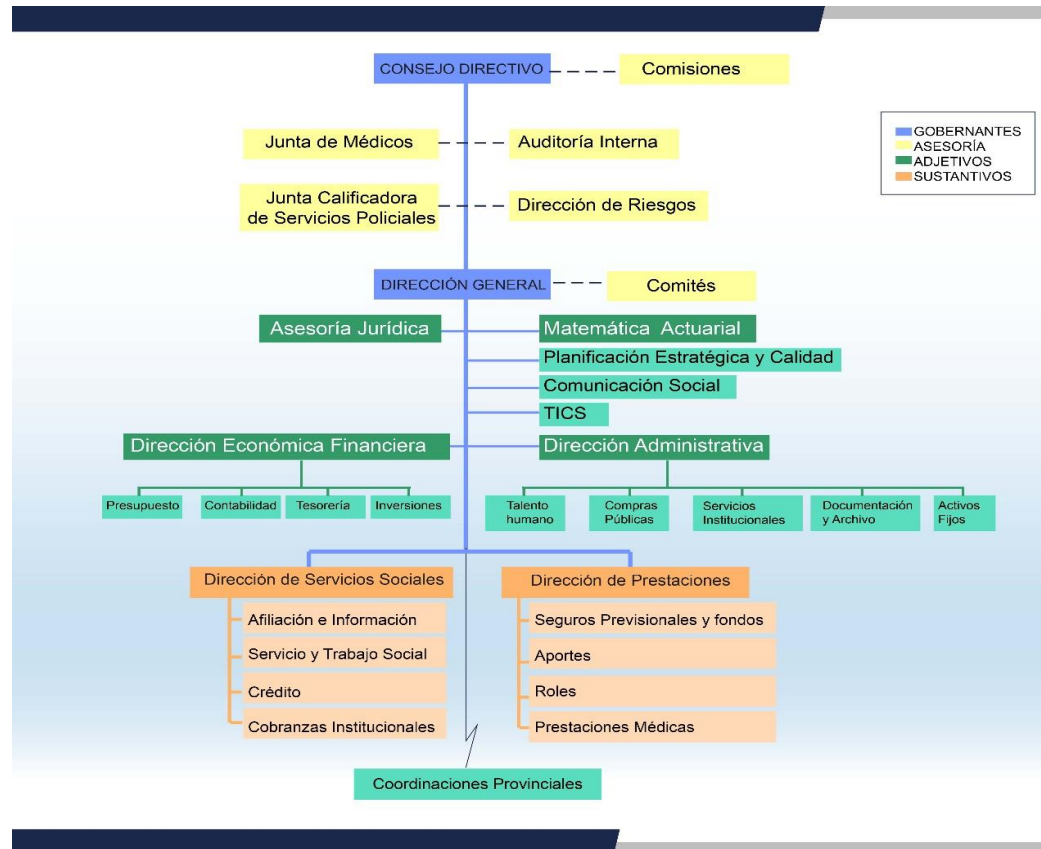 CONSEJO DIRECTIVO
Comisiones
GOBERNANTES
ASESORÍA
ADJETIVOS
SUSTANTIVOS
Junta de Médicos
Auditoría Interna
Junta Calificadora
de Servicios Policiales
Dirección de Riesgos
DIRECCIÓN GENERAL
Comités
Asesoría Jurídica
Matemática Actuarial
Planificación Estratégica y Calidad
Comunicación Social
TICS
Dirección Económica Financiera
Dirección Administrativa
Presupuesto
Contabilidad
Tesorería
Inversiones
Talento
humano
Compras
Públicas
Servicios
Institucionales
Documentación
y Archivo
Activos
Fijos
Dirección de Servicios Sociales
Afiliación e Información
Servicio y Trabajo Social
Crédito
Cobranzas Institucionales
Dirección de Prestaciones
Seguros Previsionales y fondos
Aportes
Roles
Prestaciones Médicas
Coordinaciones Provinciales